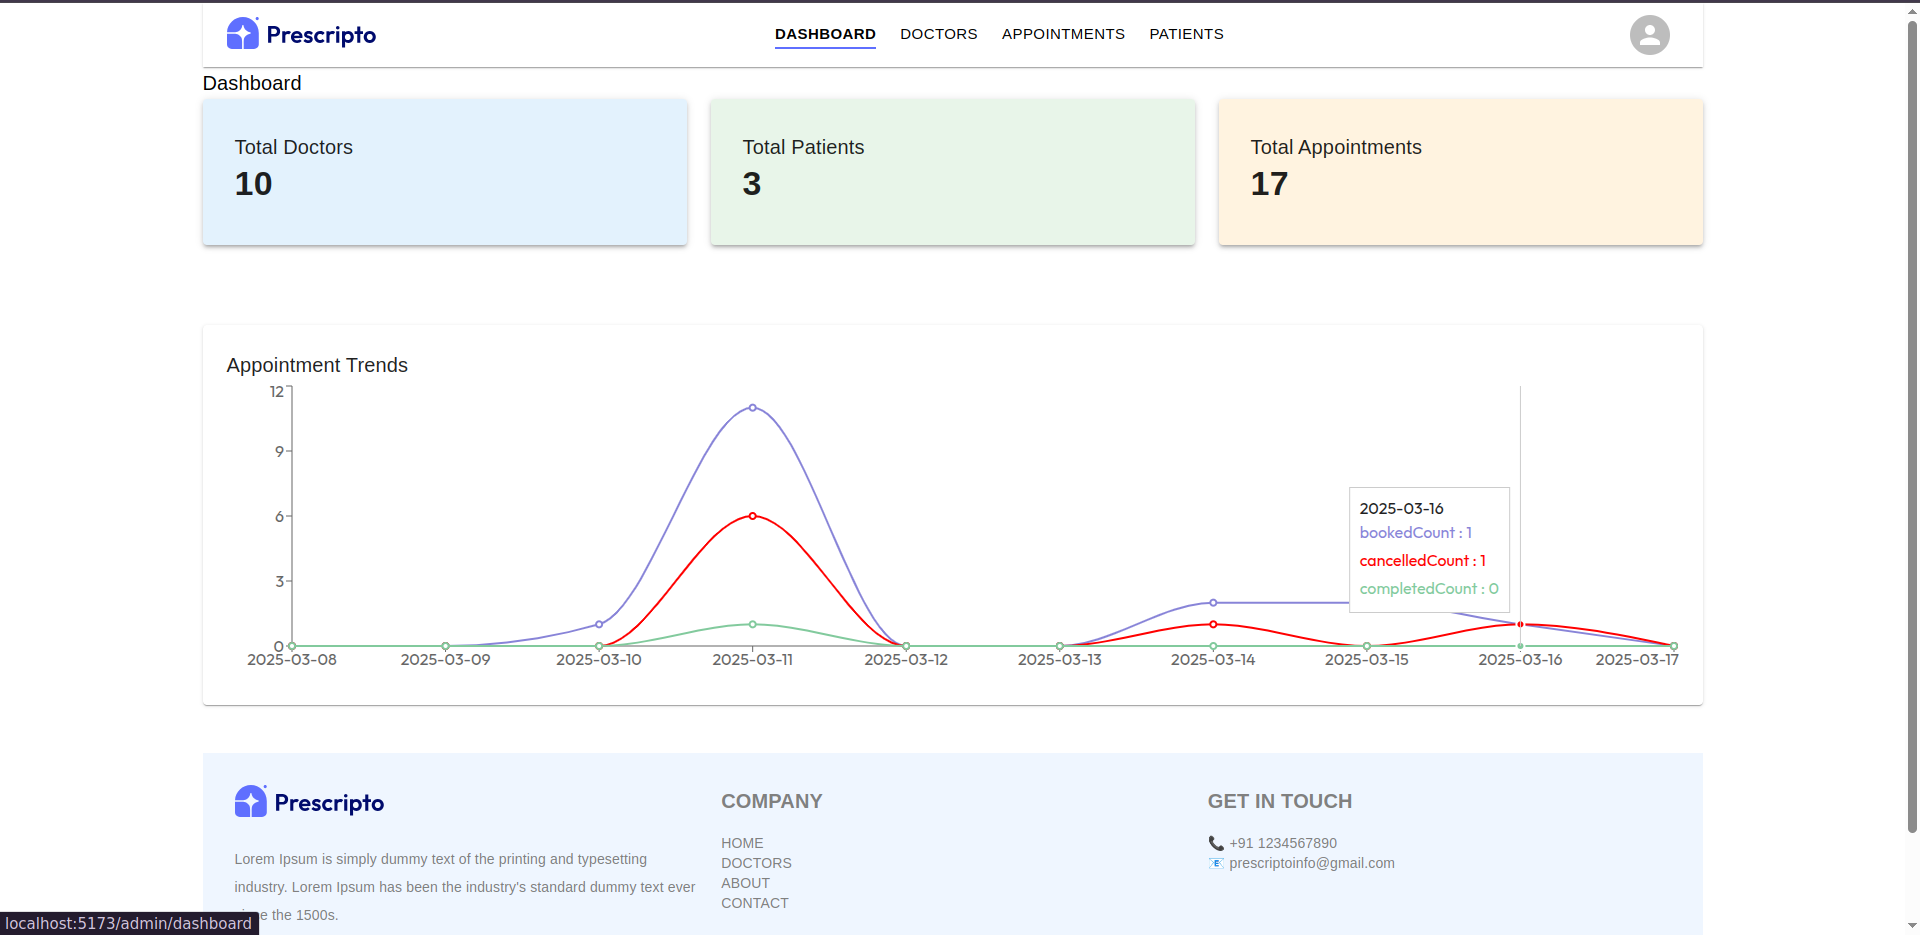 Prescripto
DASHBOARD DOCTORS APPOINTMENTS PATIENTS
Dashboard
Total Doctors
10
Total Patients
3
Total Appointments
17
Appointment Trends
12
9
6
3
0
2025-03-08 2025-03-09 2025-03-10 2025-03-11 2025-03-12 2025-03-13 2025-03-14 2025-03-15 2025-03-16 2025-03-17
2025-03-16
bookedCount : 1
cancelledCount : 1
completedCount : 0
Prescripto
Lorem Ipsum is simply dummy text of the printing and typesetting
industry. Lorem Ipsum has been the industry's standard dummy text ever
the 1500s.
COMPANY
HOME
DOCTORS
ABOUT
CONTACT
GET IN TOUCH
+91 1234567890
prescriptoinfo@gmail.com
localhost:5173/admin/dashboard